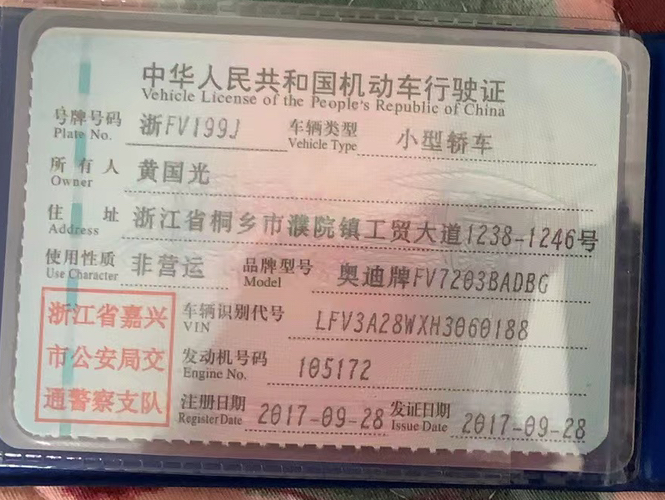 中华人民共和国机动车行驶证
Vehicle License of the People's Republic of China
号牌号码 浙FV199J 车辆类型 小型轿车
Plate No. Vehicle Type
所有人 黄国光
Owner
住址 浙江省桐乡市濮院镇工贸大道1238-1246号
Address
使用性质 非营运 品牌型号 奥迪牌FV7203BADBG
Use Character Model
浙江省嘉兴
市公安局交
通警察支队
车辆识别代号 LFV3A28WXH3060188
VIN
发动机号码 105172
Engine No.
注册日期 2017-09-28 发证日期 2017-09-28
Register Date Issue Date